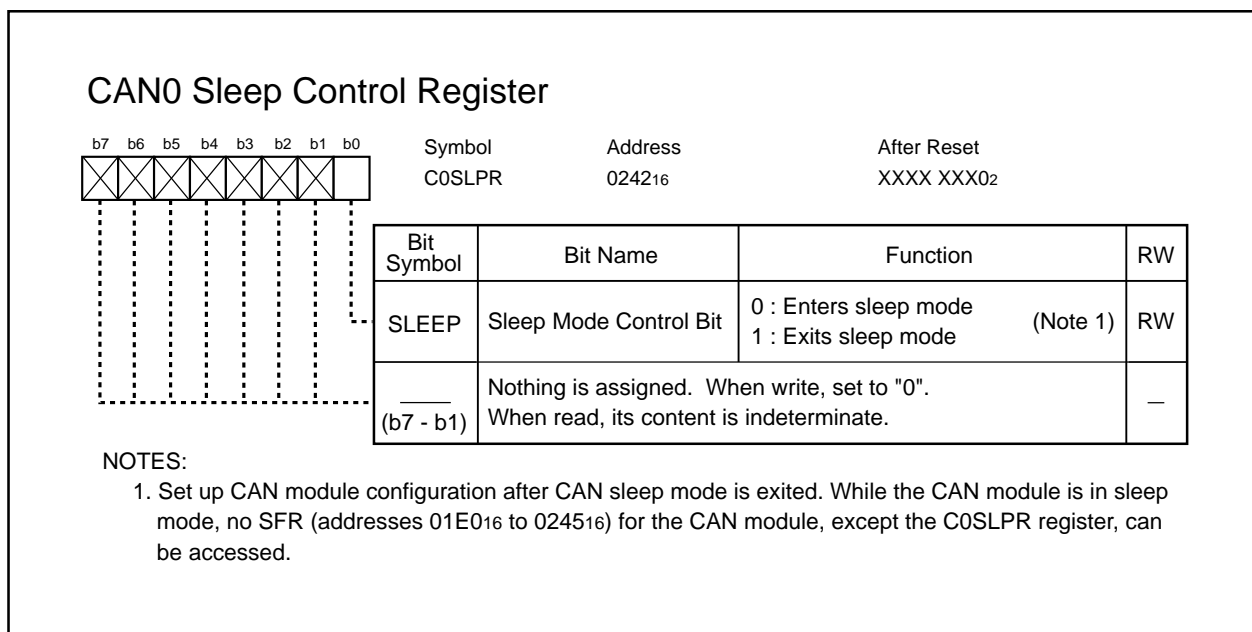 CAN0 Sleep Control Register
b7 b6 b5 b4 b3 b2 b1 b0
Symbol Address After Reset
C0SLPR 024216 XXXX XXX02
Bit Symbol Bit Name Function RW
SLEEP Sleep Mode Control Bit 0 : Enters sleep mode (Note 1) RW
1 : Exits sleep mode
(b7 - b1) Nothing is assigned. When write, set to "0".
When read, its content is indeterminate. —
NOTES:
1. Set up CAN module configuration after CAN sleep mode is exited. While the CAN module is in sleep
mode, no SFR (addresses 01E016 to 024516) for the CAN module, except the C0SLPR register, can
be accessed.